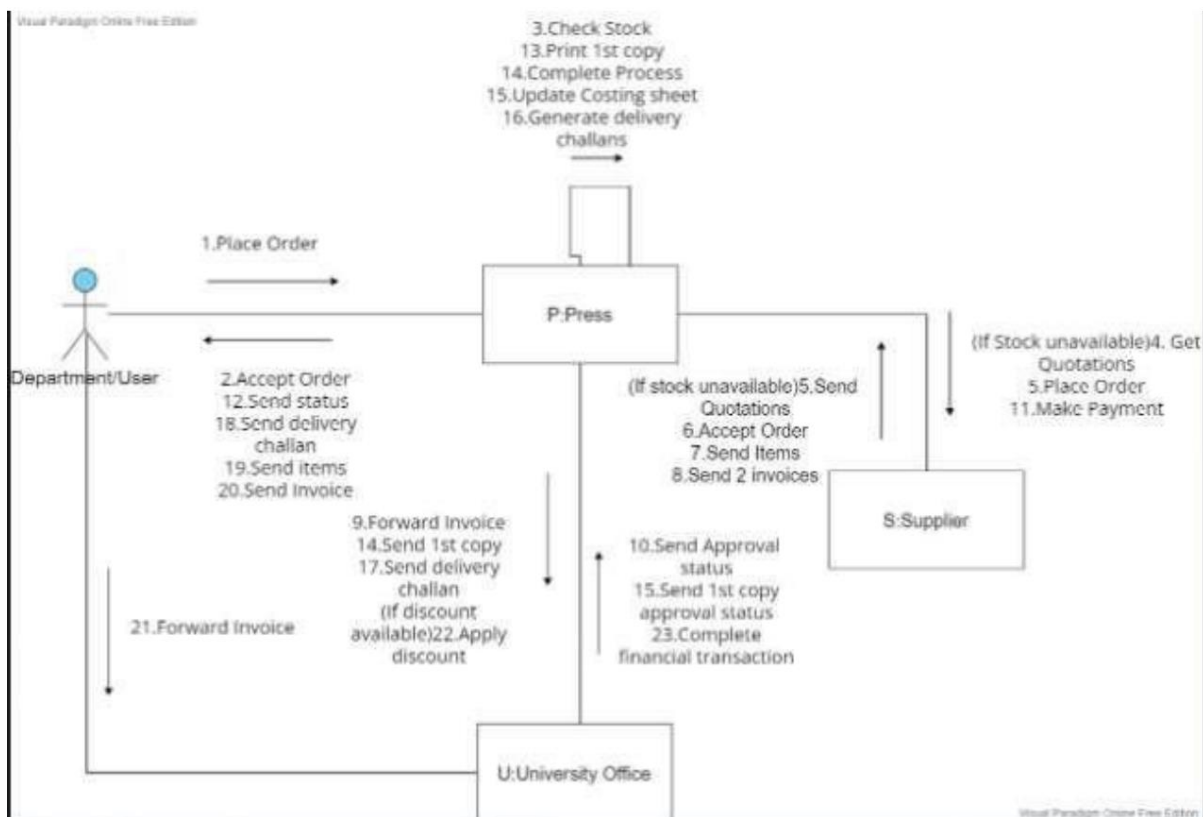 Visual Paradigm Online Free Edition
3.Check Stock
13.Print 1st copy
14.Complete Process
15.Update Costing sheet
16.Generate delivery
challans
1.Place Order
P:Press
Department/User
2.Accept Order
12.Send status
18.Send delivery
challan
19.Send items
20.Send Invoice
(If stock unavailable)5.Send
Quotations
6.Accept Order
7.Send Items
8.Send 2 invoices
(If Stock unavailable)4. Get
Quotations
5.Place Order
11.Make Payment
S:Supplier
9.Forward Invoice
14.Send 1st copy
17.Send delivery
challan
(If discount
available)22.Apply
discount
10.Send Approval
status
15.Send 1st copy
approval status
23.Complete
financial transaction
21.Forward Invoice
U:University Office
Visual Paradigm Online Free Edition